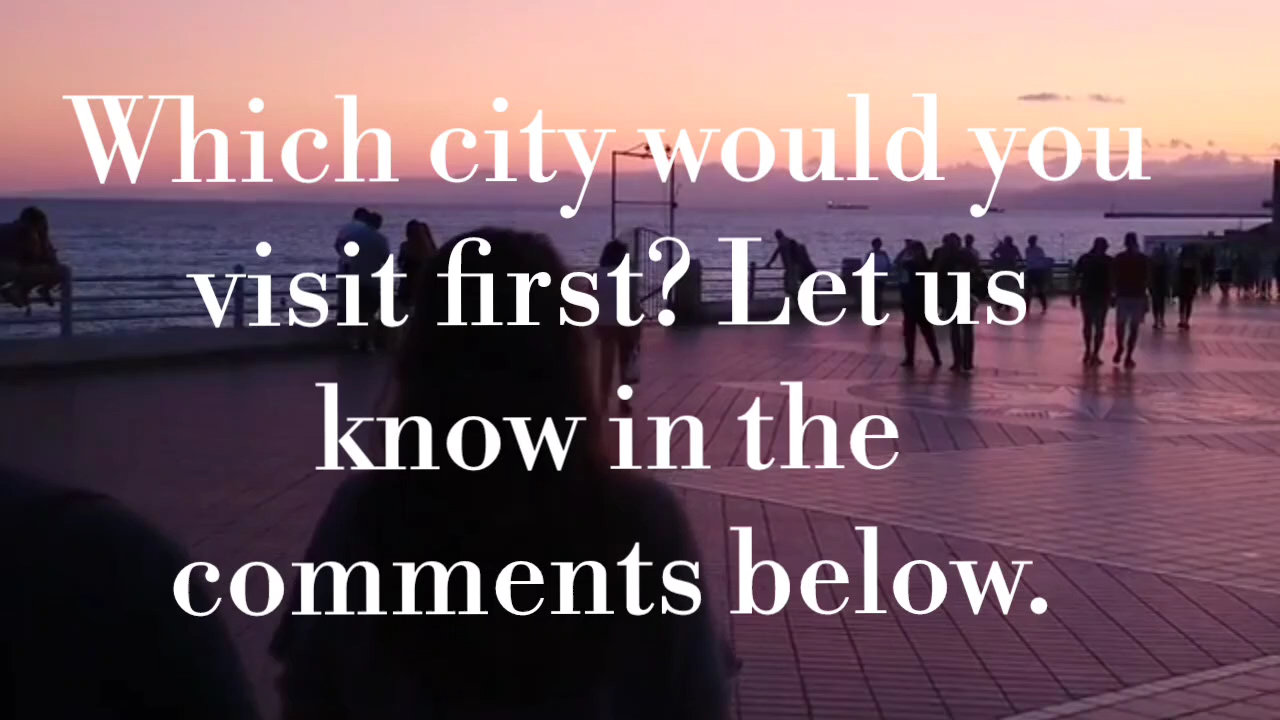 Which city would you
visit first? Let us
know in the
comments below.